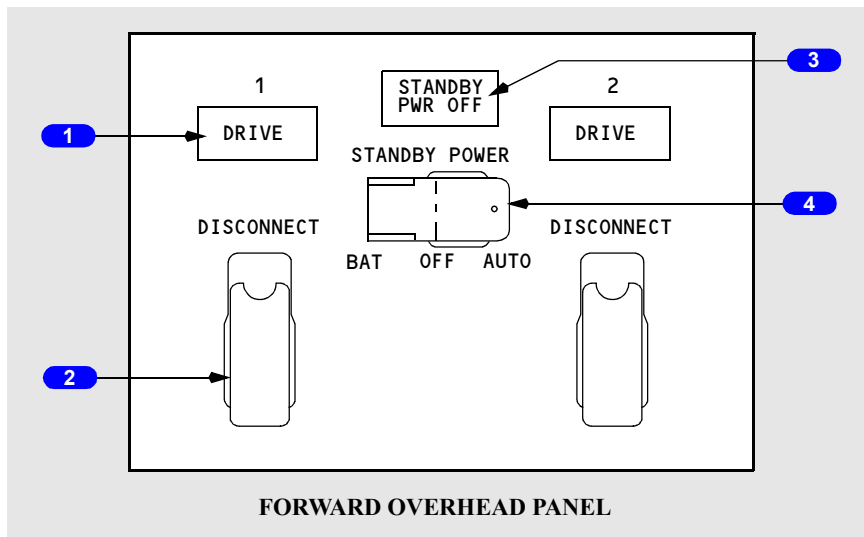 3
1
STANDBY
PWR OFF
2
1
DRIVE
DRIVE
STANDBY POWER
4
DISCONNECT
DISCONNECT
BAT OFF AUTO
2
FORWARD OVERHEAD PANEL